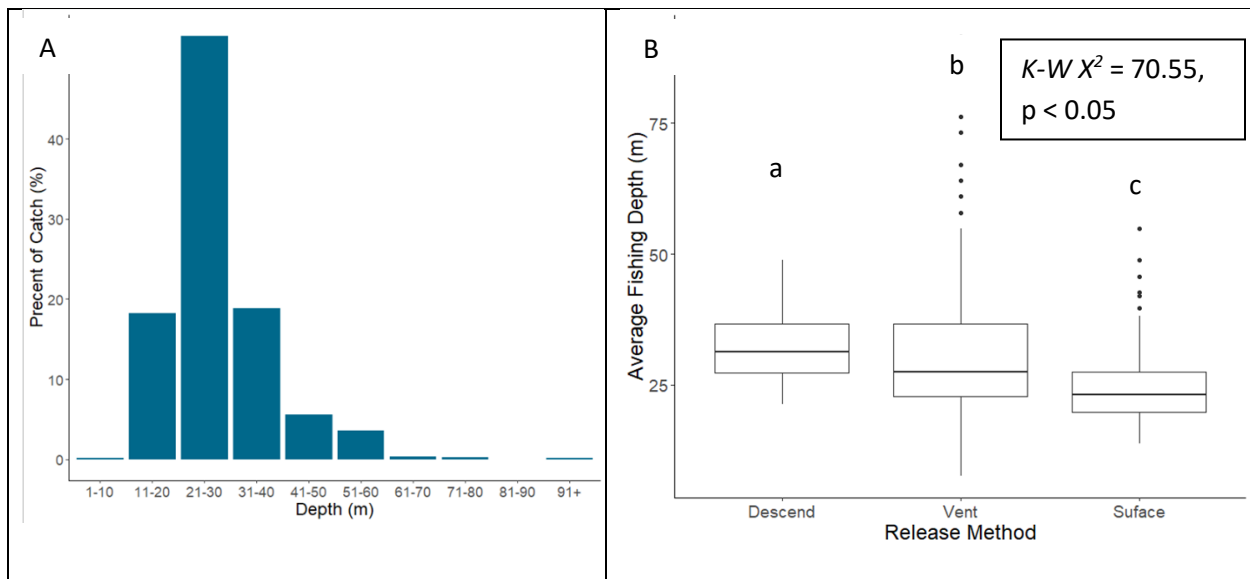 A
Precent of Catch (%)
40
30
20
10
0
1-10 11-20 21-30 31-40 41-50 51-60 61-70 71-80 81-90 91+
Depth (m)
B
K-W X² = 70.55,
p < 0.05
Average Fishing Depth (m)
75
50
25
a
b
c
Descend Vent Suface
Release Method